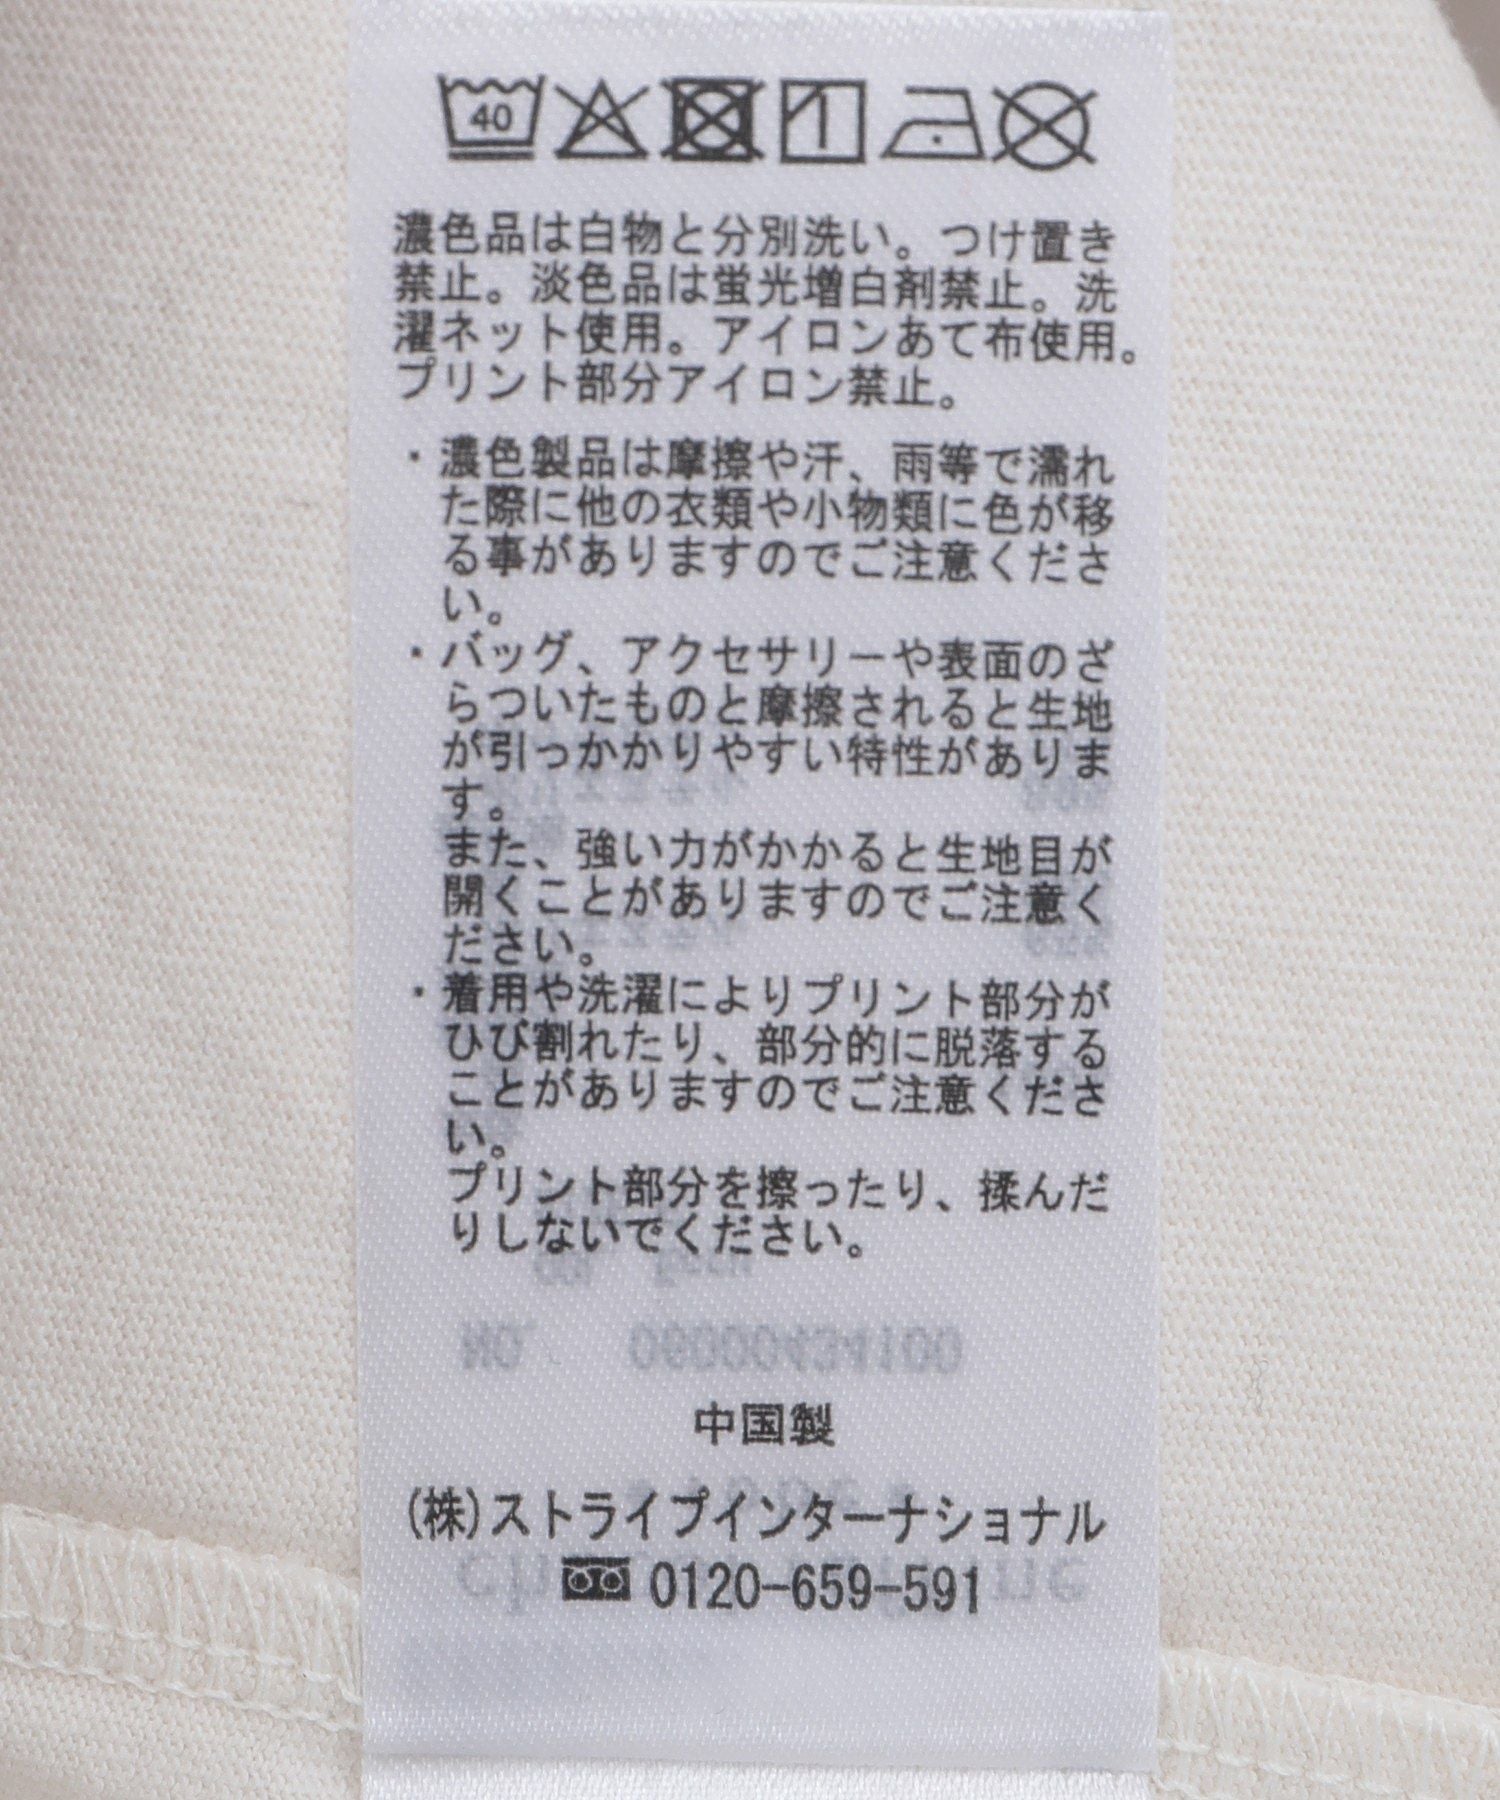 40
濃色品は白物と分別洗い。つけ置き
禁止。淡色品は蛍光増白剤禁止。洗
濯ネット使用。アイロンあて布使用。
プリント部分アイロン禁止。
・濃色製品は摩擦や汗、雨等で濡れ
た際に他の衣類や小物類に色が移
る事がありますのでご注意くださ
い。
・バッグ、アクセサリーや表面のざ
らついたものと摩擦されると生地
が引っかかりやすい特性がありま
す。
また、強い力がかかると生地目が
開くことがありますのでご注意く
ださい。
・着用や洗濯によりプリント部分が
ひび割れたり、部分的に脱落する
ことがありますのでご注意くださ
い。
プリント部分を擦ったり、揉んだ
りしないでください。
中国製
(株)ストライプインターナショナル
0120-659-591